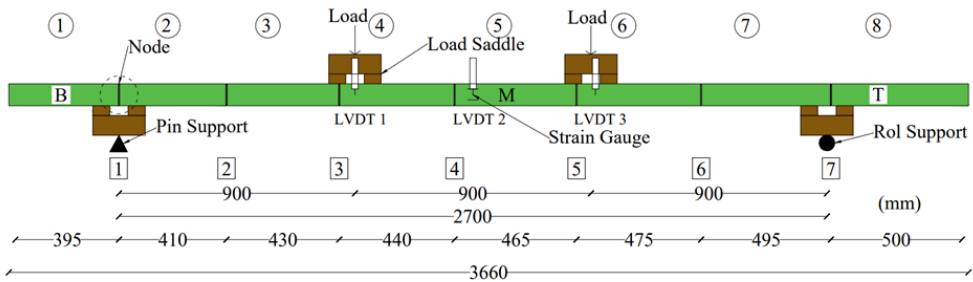 1 2 3 4 5 6 7 8
Load Load
Node
Load Saddle
B M T
LVDT 1 LVDT 2 LVDT 3
Pin Support
Strain Gauge
Rol Support
1 2 3 4 5 6 7
900 900 900
2700
(mm)
395 410 430 440 465 475 495 500
3660